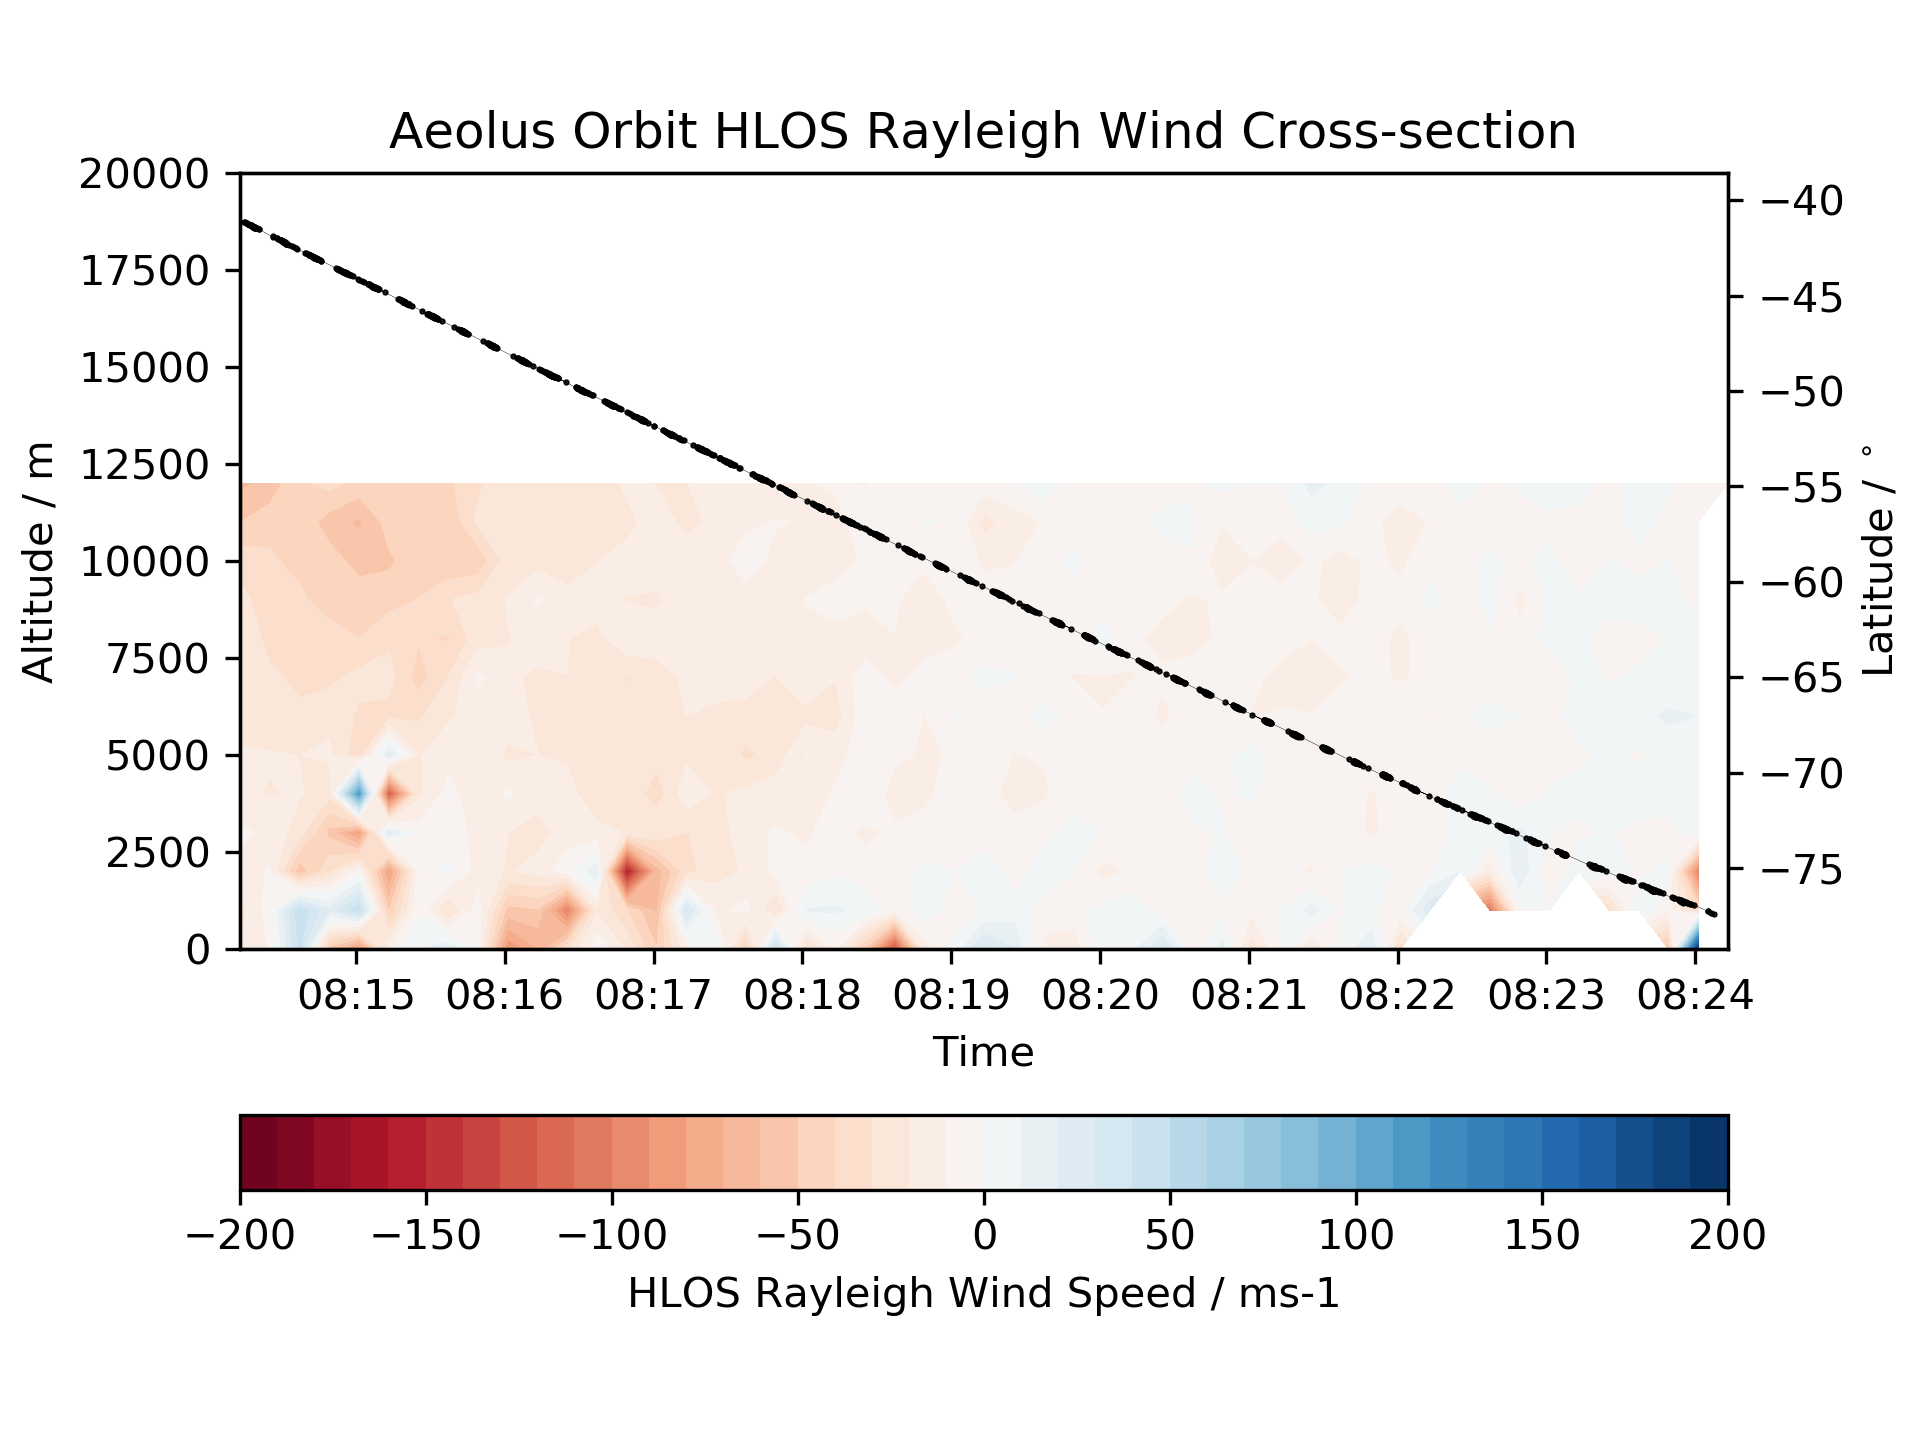 Aeolus Orbit HLOS Rayleigh Wind Cross-section
20000
17500
15000
12500
10000
7500
5000
2500
0
Altitude / m
−40
−45
−50
−55
−60
−65
−70
−75
Latitude / °
08:15 08:16 08:17 08:18 08:19 08:20 08:21 08:22 08:23 08:24
Time
−200 −150 −100 −50 0 50 100 150 200
HLOS Rayleigh Wind Speed / ms-1